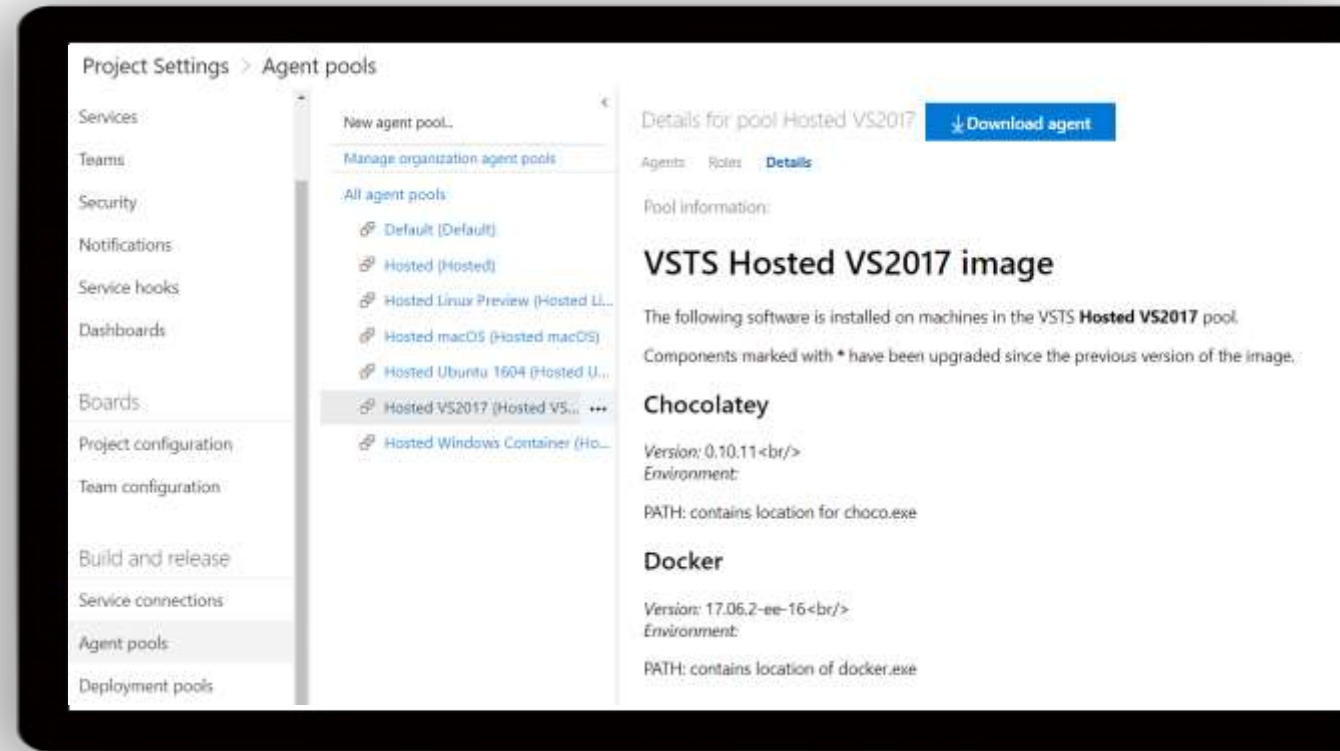 Project Settings > Agent pools
Services
Teams
Security
Notifications
Service hooks
Dashboards
Boards
Project configuration
Team configuration
Build and release
Service connections
Agent pools
Deployment pools
New agent pool...
Manage organization agent pools
All agent pools
Default (Default)
Hosted (Hosted)
Hosted Linux Preview (Hosted Li...
Hosted macOS (Hosted macOS)
Hosted Ubuntu 1604 (Hosted U...
Hosted VS2017 (Hosted VS... •••
Hosted Windows Container (Ho...
Details for pool Hosted VS2017
Download agent
Agents Roles Details
Pool information:
VSTS Hosted VS2017 image
The following software is installed on machines in the VSTS Hosted VS2017 pool.
Components marked with * have been upgraded since the previous version of the image.
Chocolatey
Version: 0.10.11<br/>
Environment:
PATH: contains location for choco.exe
Docker
Version: 17.06.2-ee-16<br/>
Environment:
PATH: contains location of docker.exe